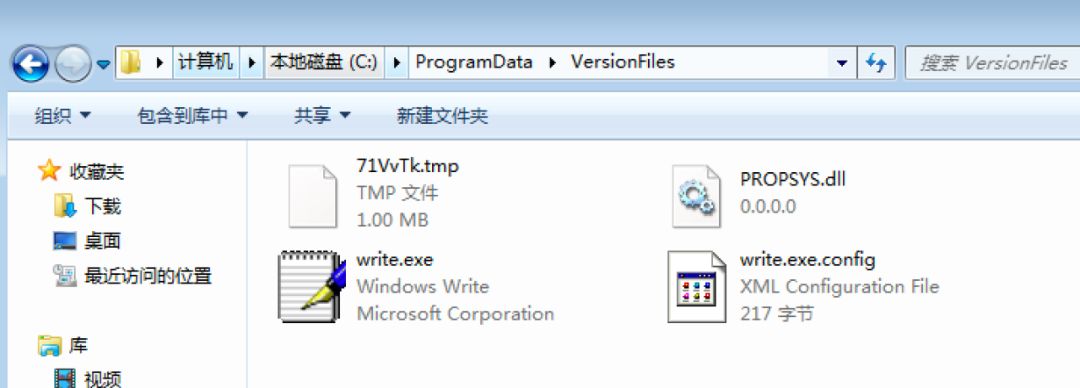 计算机 本地磁盘 (C:) ProgramData VersionFiles 搜索 VersionFiles
组织 包含到库中 共享 新建文件夹
收藏夹
下载
桌面
最近访问的位置
库
视频
71VvTk.tmp
TMP 文件
1.00 MB
PROPSYS.dll
0.0.0.0
write.exe
Windows Write
Microsoft Corporation
write.exe.config
XML Configuration File
217 字节